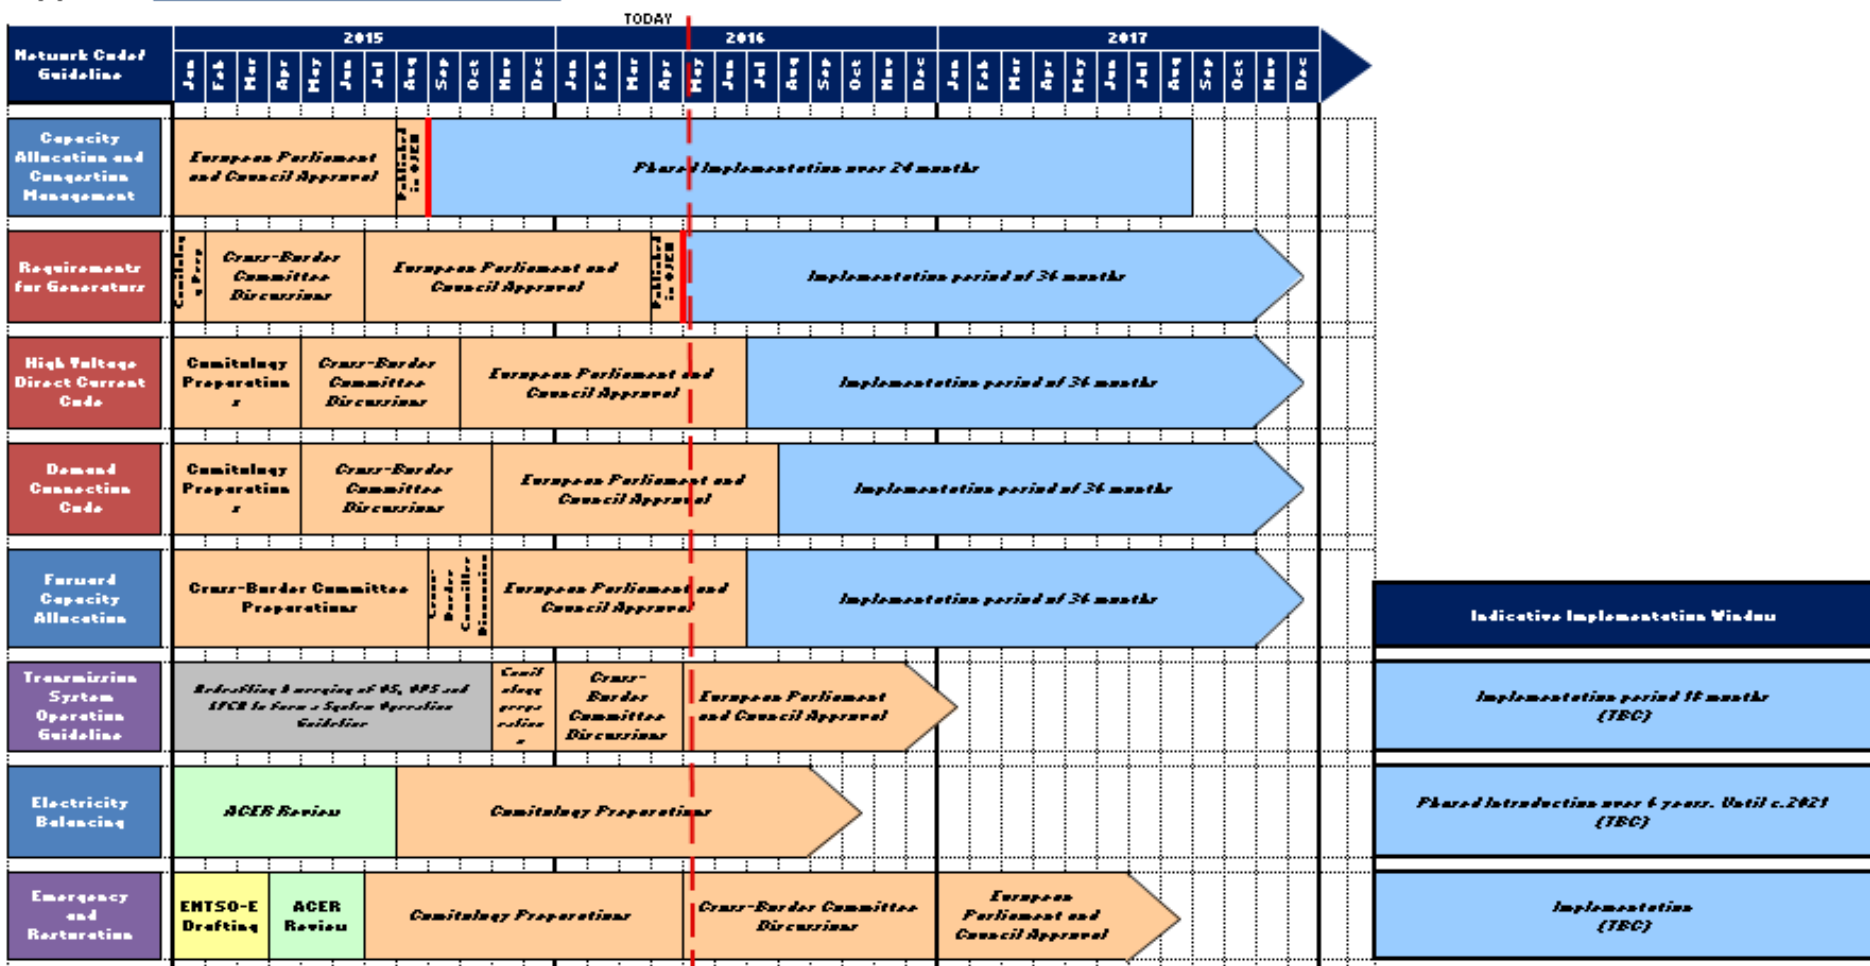 TODAY
Network Code/
Guideline
2015
2016
2017
Jan Feb Mar Apr May Jun Jul Aug Sep Oct Nov Dec Jan Feb Mar Apr May Jun Jul Aug Sep Oct Nov Dec Jan Feb Mar Apr May Jun Jul Aug Sep Oct Nov Dec
Capacity
Allocation and
Congestion
Management
European Parliament
and Council Approval
Published
in OJEU
Phased Implementation over 24 months
Requirements
for Generators
Cross-Border
Committee
Discussions
European Parliament and
Council Approval
Published
in OJEU
Implementation period of 36 months
High Voltage
Direct Current
Code
Comitology
Preparation
s
Cross-Border
Committee
Discussions
European Parliament and
Council Approval
Implementation period of 36 months
Demand
Connection
Code
Comitology
Preparation
s
Cross-Border
Committee
Discussions
European Parliament and
Council Approval
Implementation period of 36 months
Forward
Capacity
Allocation
Cross-Border Committee
Preparations
Cross-
Border
Committee
Discussions
European Parliament and
Council Approval
Implementation period of 36 months
Indicative Implementation Window
Transmission
System
Operation
Guideline
Redrafting & merging of OS, OPS and
LFCR to form a System Operation
Guideline
Comit
ology
prepa
ration
s
Cross-
Border
Committee
Discussions
European Parliament
and Council Approval
Implementation period 18 months
(TBC)
Electricity
Balancing
ACER Review
Comitology Preparations
Phased Introduction over 6 years. Until c.2021
(TBC)
Emergency
and
Restoration
ENTSO-E
Drafting
ACER
Review
Comitology Preparations
Cross-Border Committee
Discussions
European
Parliament and
Council Approval
Implementation
(TBC)